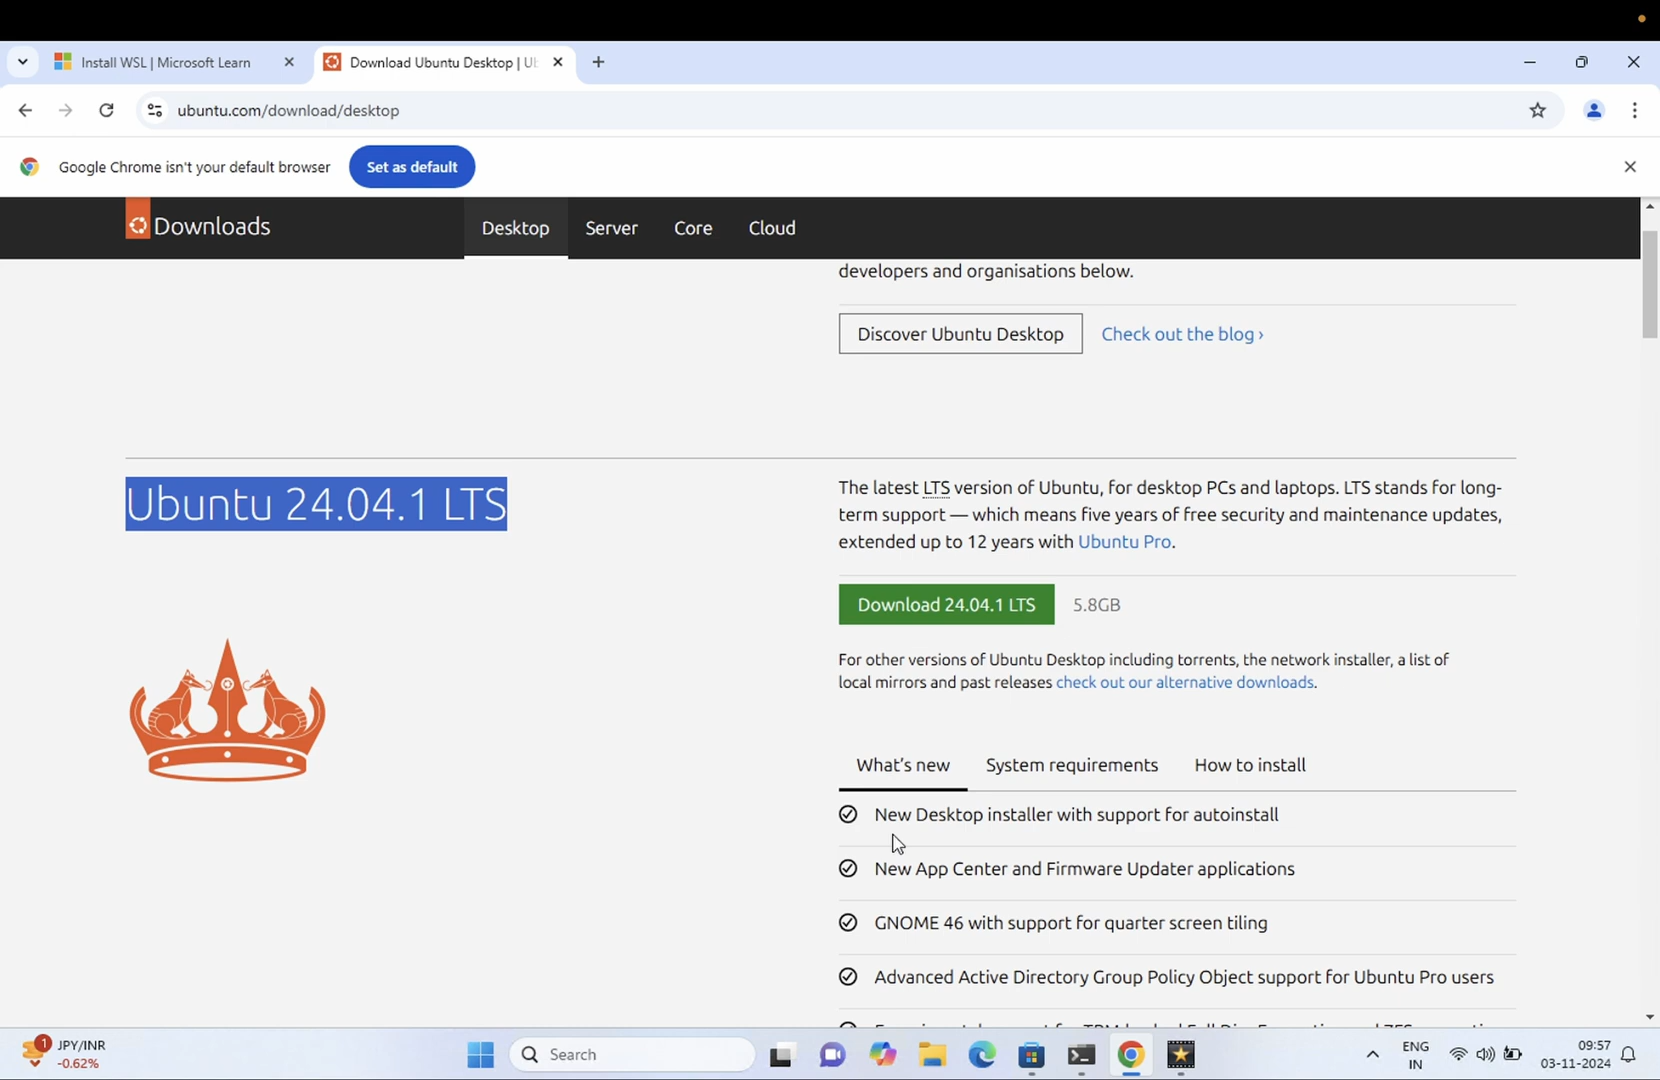 Install WSL | Microsoft Learn
Download Ubuntu Desktop | U
ubuntu.com/download/desktop
Google Chrome isn't your default browser
Set as default
Downloads
Desktop
Server
Core
Cloud
developers and organisations below.
Discover Ubuntu Desktop
Check out the blog ›
Ubuntu 24.04.1 LTS
The latest LTS version of Ubuntu, for desktop PCs and laptops. LTS stands for long-
term support — which means five years of free security and maintenance updates,
extended up to 12 years with Ubuntu Pro.
Download 24.04.1 LTS
5.8GB
For other versions of Ubuntu Desktop including torrents, the network installer, a list of
local mirrors and past releases check out our alternative downloads.
What's new
System requirements
How to install
New Desktop installer with support for autoinstall
New App Center and Firmware Updater applications
GNOME 46 with support for quarter screen tiling
Advanced Active Directory Group Policy Object support for Ubuntu Pro users
1
JPY/INR
-0.62%
Search
ENG
IN
09:57
03-11-2024